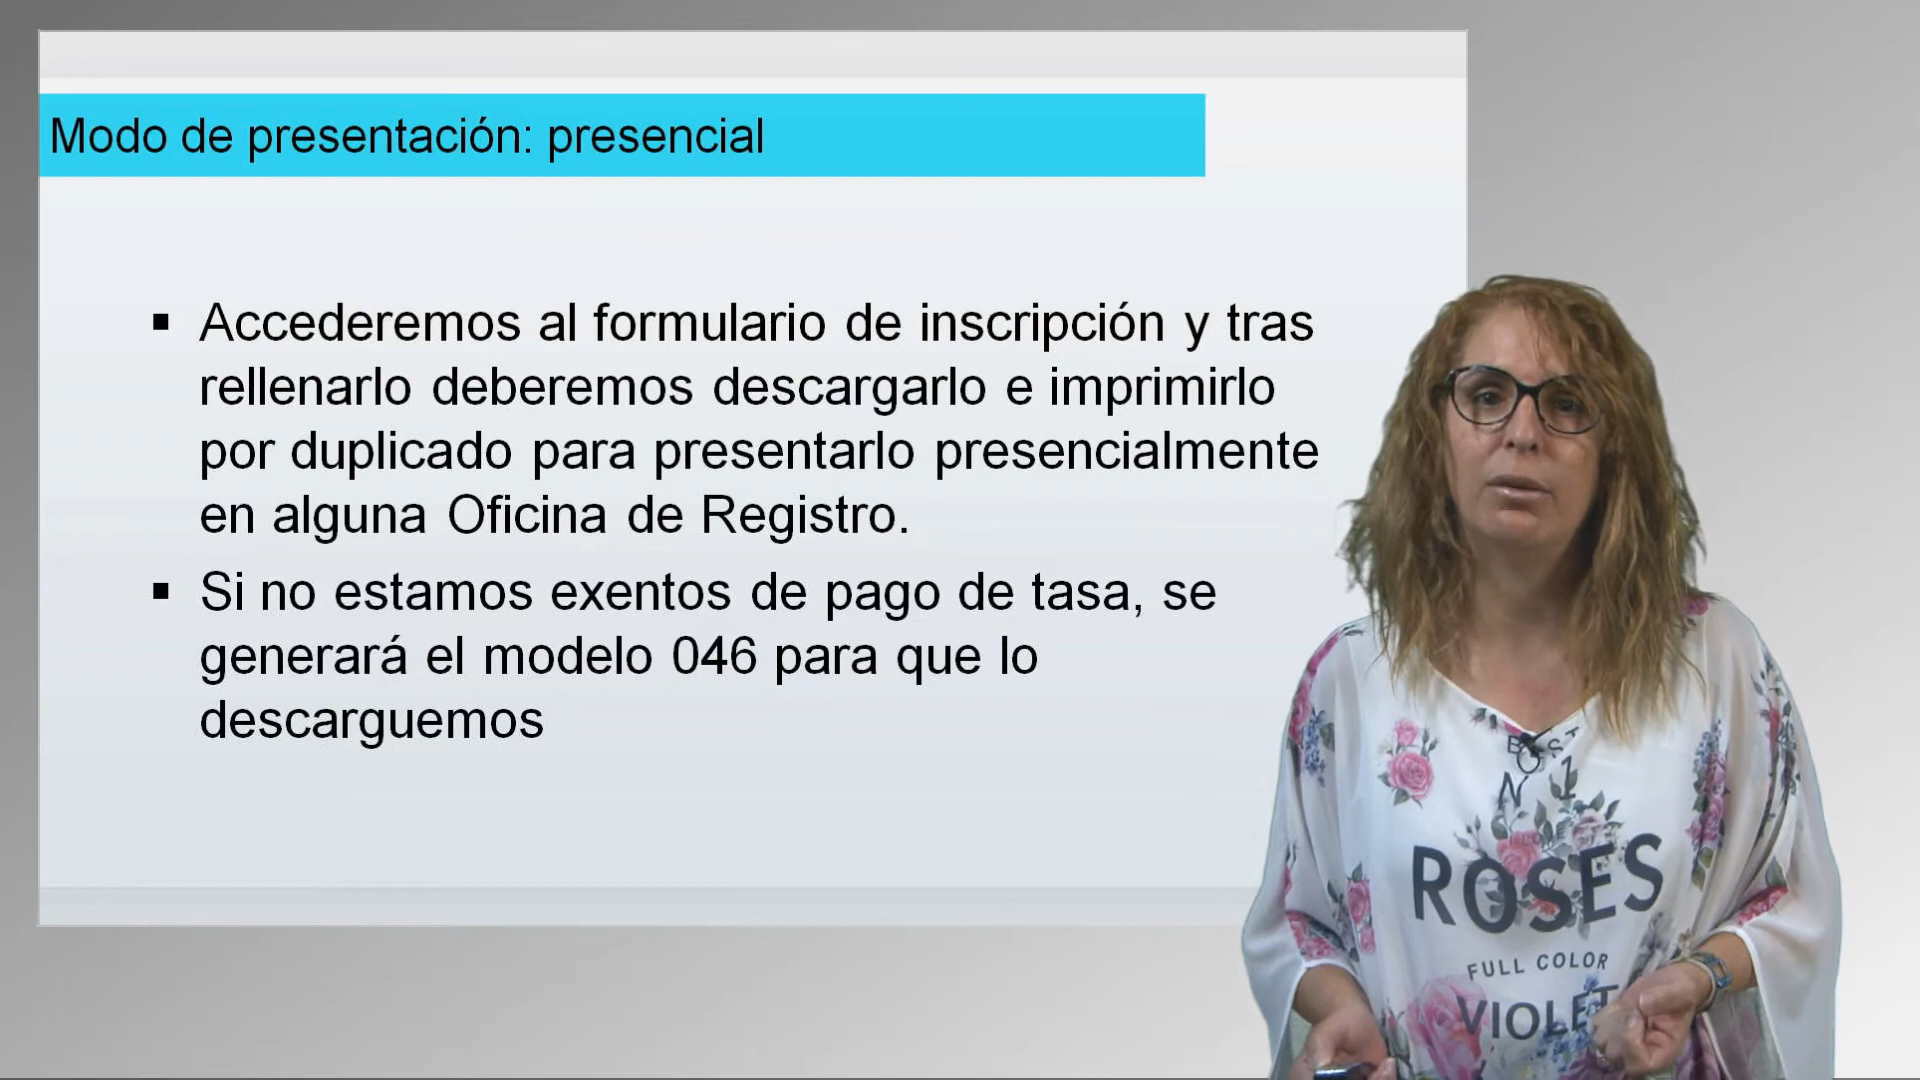 Modo de presentación: presencial
▪ Accederemos al formulario de inscripción y tras
rellenarlo deberemos descargarlo e imprimirlo
por duplicado para presentarlo presencialmente
en alguna Oficina de Registro.
▪ Si no estamos exentos de pago de tasa, se
generará el modelo 046 para que lo
descarguemos
BEST
O
N 1
ROSES
FULL COLOR
VIOLET